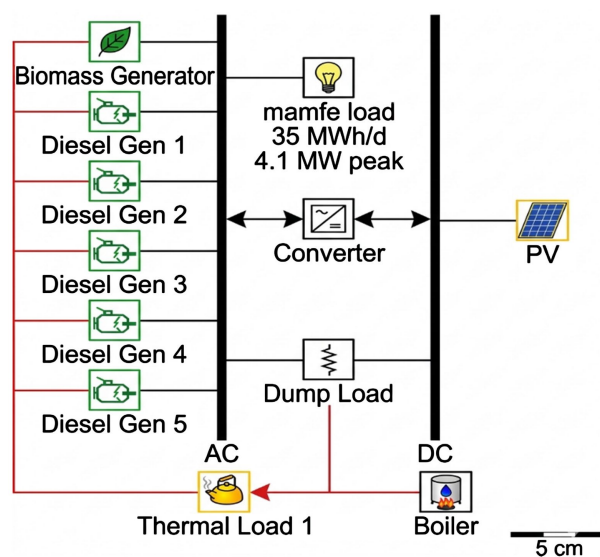 Biomass Generator
Diesel Gen 1
Diesel Gen 2
Diesel Gen 3
Diesel Gen 4
Diesel Gen 5
mamfe load
35 MWh/d
4.1 MW peak
Converter
PV
Dump Load
AC
DC
Thermal Load 1
Boiler
5 cm